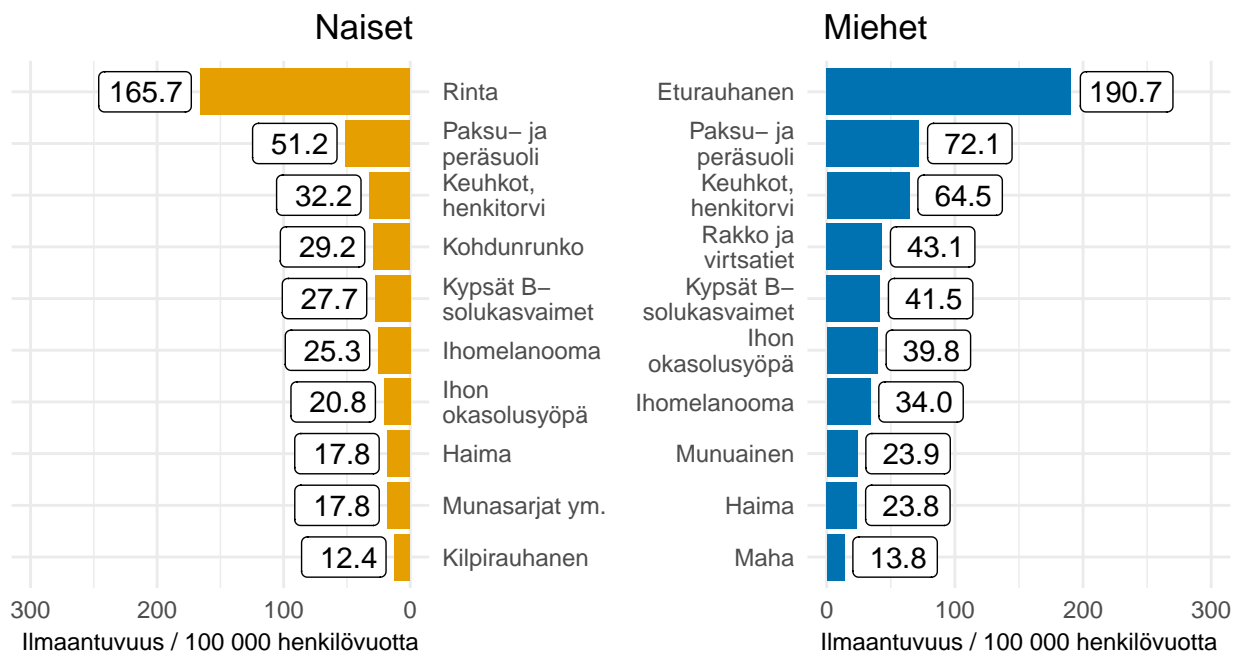 Naiset
165.7
Rinta
51.2
Paksu– ja
peräsuoli
32.2
Keuhkot,
henkitorvi
29.2
Kohdunrunko
27.7
Kypsät B–
solukasvaimet
25.3
Ihomelanooma
20.8
Ihon
okasolusyöpä
17.8
Haima
17.8
Munasarjat ym.
12.4
Kilpirauhanen
300 200 100 0
Ilmaantuvuus / 100 000 henkilövuotta
Miehet
Eturauhanen
190.7
Paksu– ja
peräsuoli
72.1
Keuhkot,
henkitorvi
64.5
Rakko ja
virtsatiet
43.1
Kypsät B–
solukasvaimet
41.5
Ihon
okasolusyöpä
39.8
Ihomelanooma
34.0
Munuainen
23.9
Haima
23.8
Maha
13.8
0 100 200 300
Ilmaantuvuus / 100 000 henkilövuotta